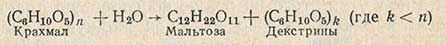 (C₆H₁₀O₅)ₙ + H₂O → C₁₂H₂₂O₁₁ + (C₆H₁₀O₅)ₖ (где k < n)
Крахмал Мальтоза Декстрины